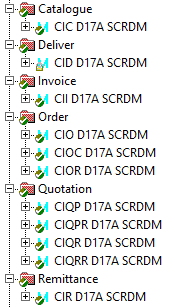 Catalogue
CIC D17A SCRDM
Deliver
CID D17A SCRDM
Invoice
CII D17A SCRDM
Order
CIO D17A SCRDM
CIOC D17A SCRDM
CIOR D17A SCRDM
Quotation
CIQP D17A SCRDM
CIQPR D17A SCRDM
CIQR D17A SCRDM
CIQRR D17A SCRDM
Remittance
CIR D17A SCRDM